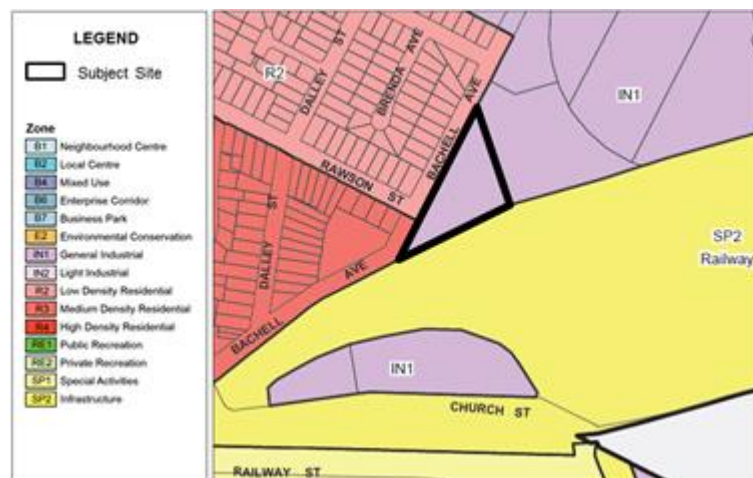 LEGEND
Subject Site
Zone
B1 Neighbourhood Centre
B2 Local Centre
B4 Mixed Use
B6 Enterprise Corridor
B7 Business Park
E2 Environmental Conservation
IN1 General Industrial
IN2 Light Industrial
R2 Low Density Residential
R3 Medium Density Residential
R4 High Density Residential
RE1 Public Recreation
RE2 Private Recreation
SP1 Special Activities
SP2 Infrastructure
R2
DALLEY ST
BRENDA AVE
BACHELL AVE
RAWSON ST
IN1
DALLEY ST
BACHELL AVE
SP2
Railway
IN1
CHURCH ST
RAILWAY ST